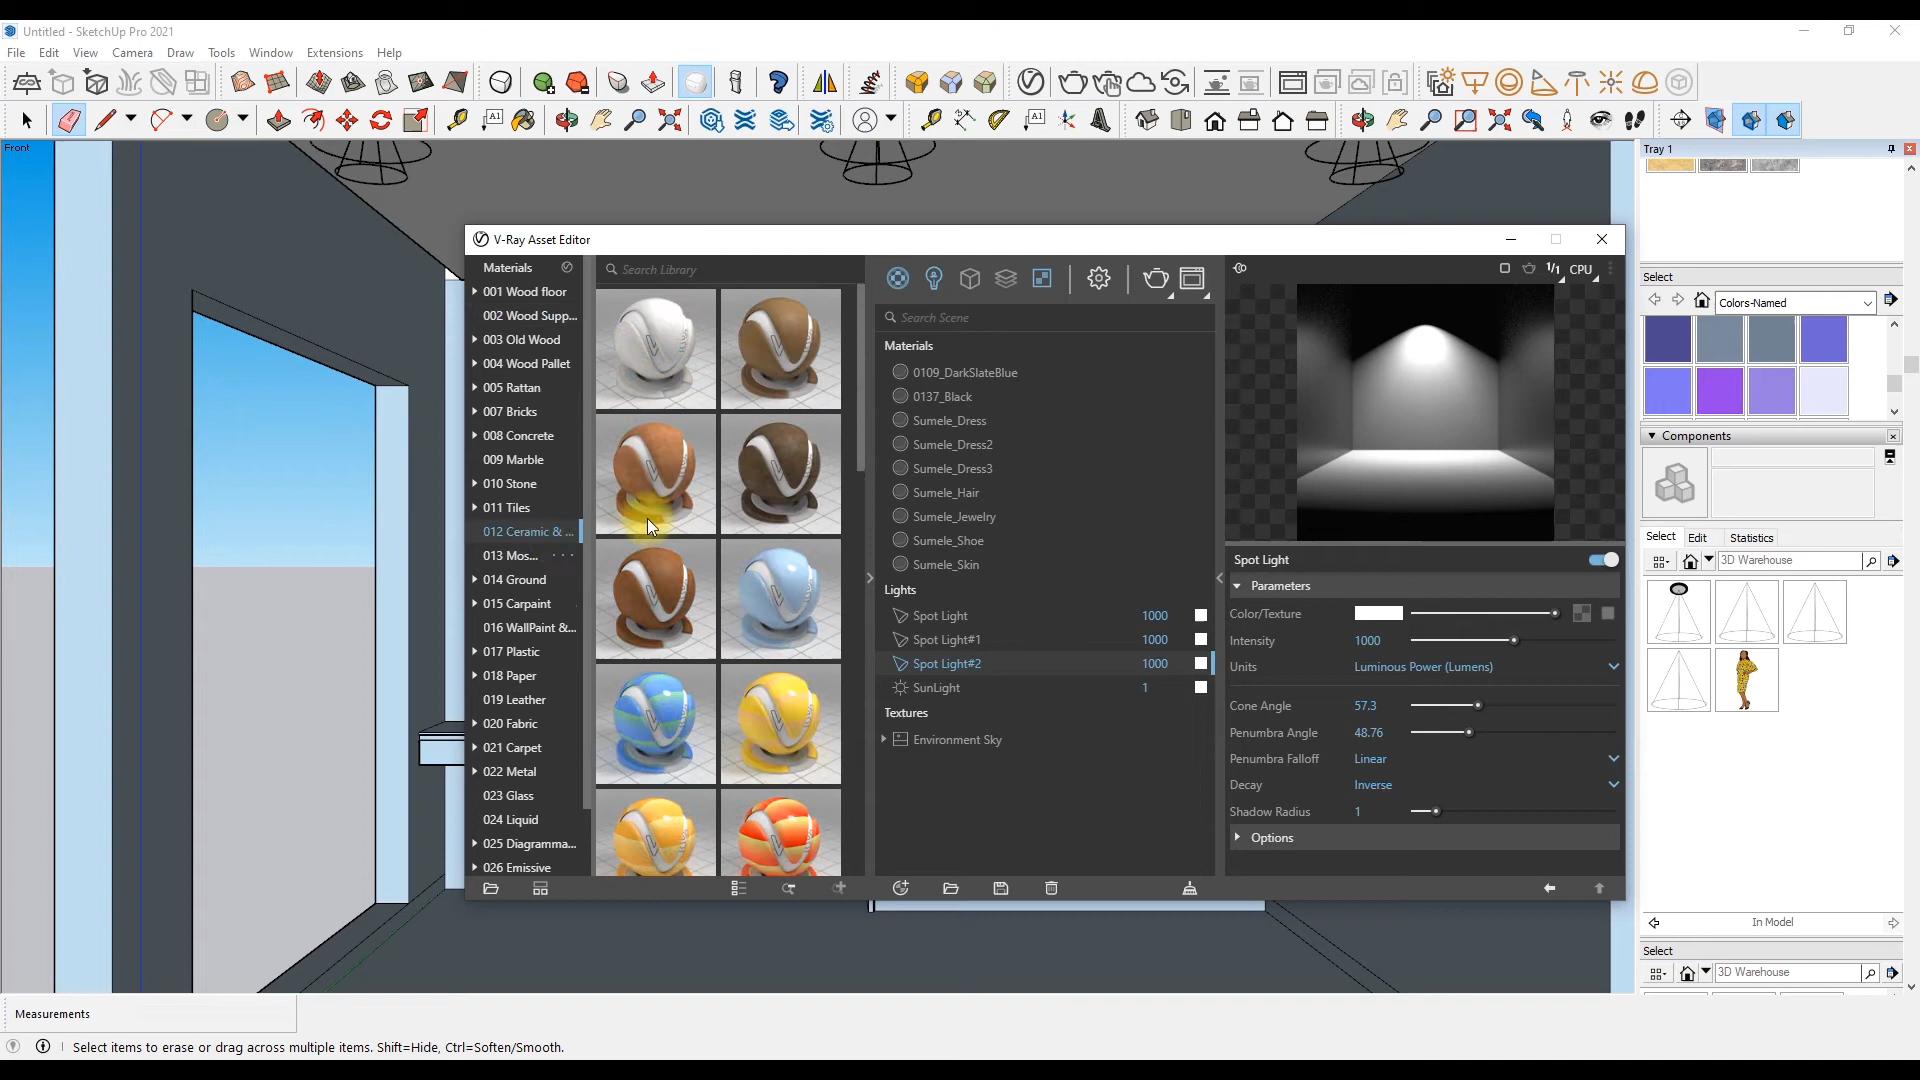 Untitled - SketchUp Pro 2021
File Edit View Camera Draw Tools Window Extensions Help
Front
Tray 1
V-Ray Asset Editor
Materials
001 Wood floor
002 Wood Supp...
003 Old Wood
004 Wood Pallet
005 Rattan
007 Bricks
008 Concrete
009 Marble
010 Stone
011 Tiles
012 Ceramic & ...
013 Mos... ...
014 Ground
015 Carpaint
016 WallPaint &...
017 Plastic
018 Paper
019 Leather
020 Fabric
021 Carpet
022 Metal
023 Glass
024 Liquid
025 Diagramma...
026 Emissive
Search Library
Search Scene
Materials
0109_DarkSlateBlue
0137_Black
Sumele_Dress
Sumele_Dress2
Sumele_Dress3
Sumele_Hair
Sumele_Jewelry
Sumele_Shoe
Sumele_Skin
Lights
Spot Light 1000
Spot Light#1 1000
Spot Light#2 1000
SunLight 1
Textures
Environment Sky
1/1 CPU
Spot Light
Parameters
Color/Texture
Intensity 1000
Units Luminous Power (Lumens)
Cone Angle 57.3
Penumbra Angle 48.76
Penumbra Falloff Linear
Decay Inverse
Shadow Radius 1
Options
Select
Colors-Named
Components
Select Edit Statistics
3D Warehouse
In Model
Select
3D Warehouse
Measurements
Select items to erase or drag across multiple items. Shift=Hide, Ctrl=Soften/Smooth.